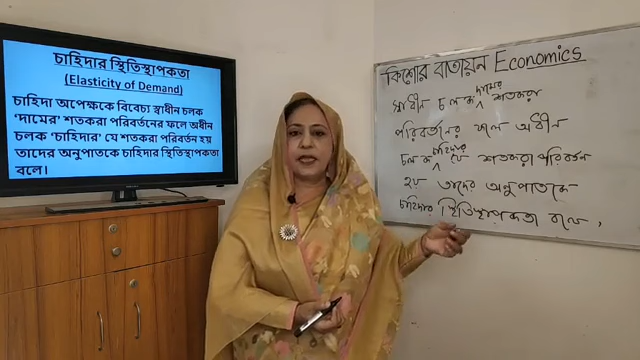 চাহিদার স্থিতিস্থাপকতা
(Elasticity of Demand)
চাহিদা অপেক্ষকে বিবেচ্য স্বাধীন চলক
'দামের' শতকরা পরিবর্তনের ফলে অধীন
চলক 'চাহিদার' যে শতকরা পরিবর্তন হয়
তাদের অনুপাতকে চাহিদার স্থিতিস্থাপকতা
বলে।
কিশোর বাতায়ন Economics
স্বাধীন চলক দামের শতকরা
পরিবর্তনের ফলে অধীন
চলক চাহিদার যে শতকরা পরিবর্তন
হয় তাদের অনুপাতকে
চাহিদার স্থিতিস্থাপকতা বলে,